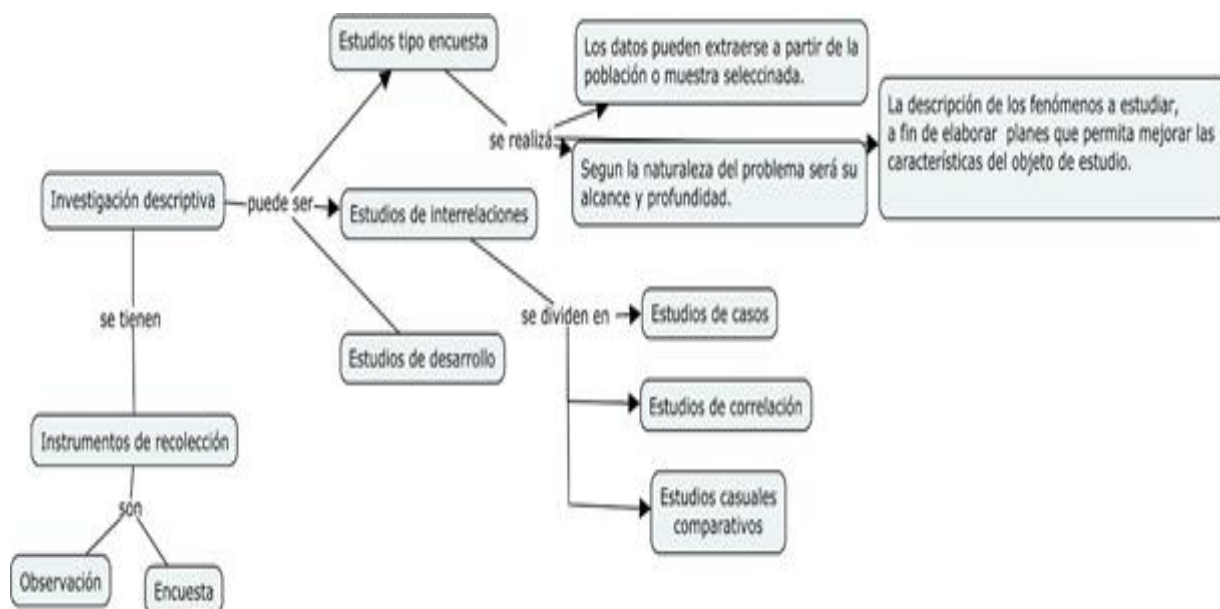 Estudios tipo encuesta
Los datos pueden extraerse a partir de la
población o muestra seleccinada.
La descripción de los fenómenos a estudiar,
a fin de elaborar planes que permita mejorar las
características del objeto de estudio.
se realizá
Segun la naturaleza del problema será su
alcance y profundidad.
Investigación descriptiva
puede ser
Estudios de interrelaciones
se tienen
se dividen en
Estudios de casos
Estudios de desarrollo
Estudios de correlación
Instrumentos de recolección
Estudios casuales
comparativos
son
Observación
Encuesta